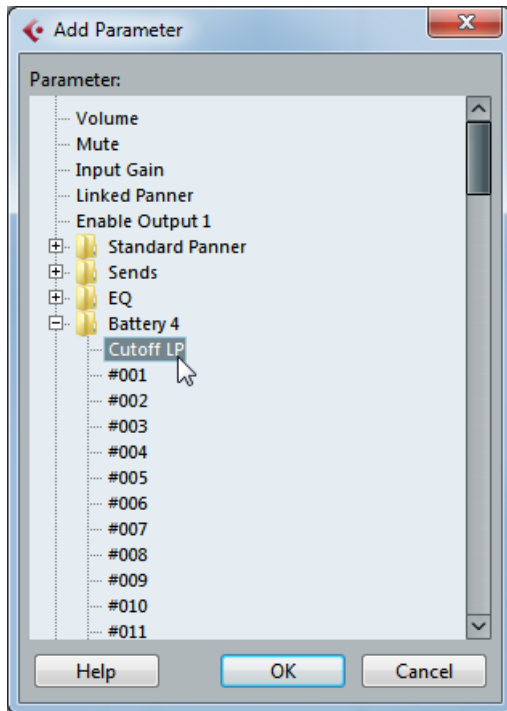 Add Parameter
Parameter:
Volume
Mute
Input Gain
Linked Panner
Enable Output 1
Standard Panner
Sends
EQ
Battery 4
Cutoff LP
#001
#002
#003
#004
#005
#006
#007
#008
#009
#010
#011
Help OK Cancel